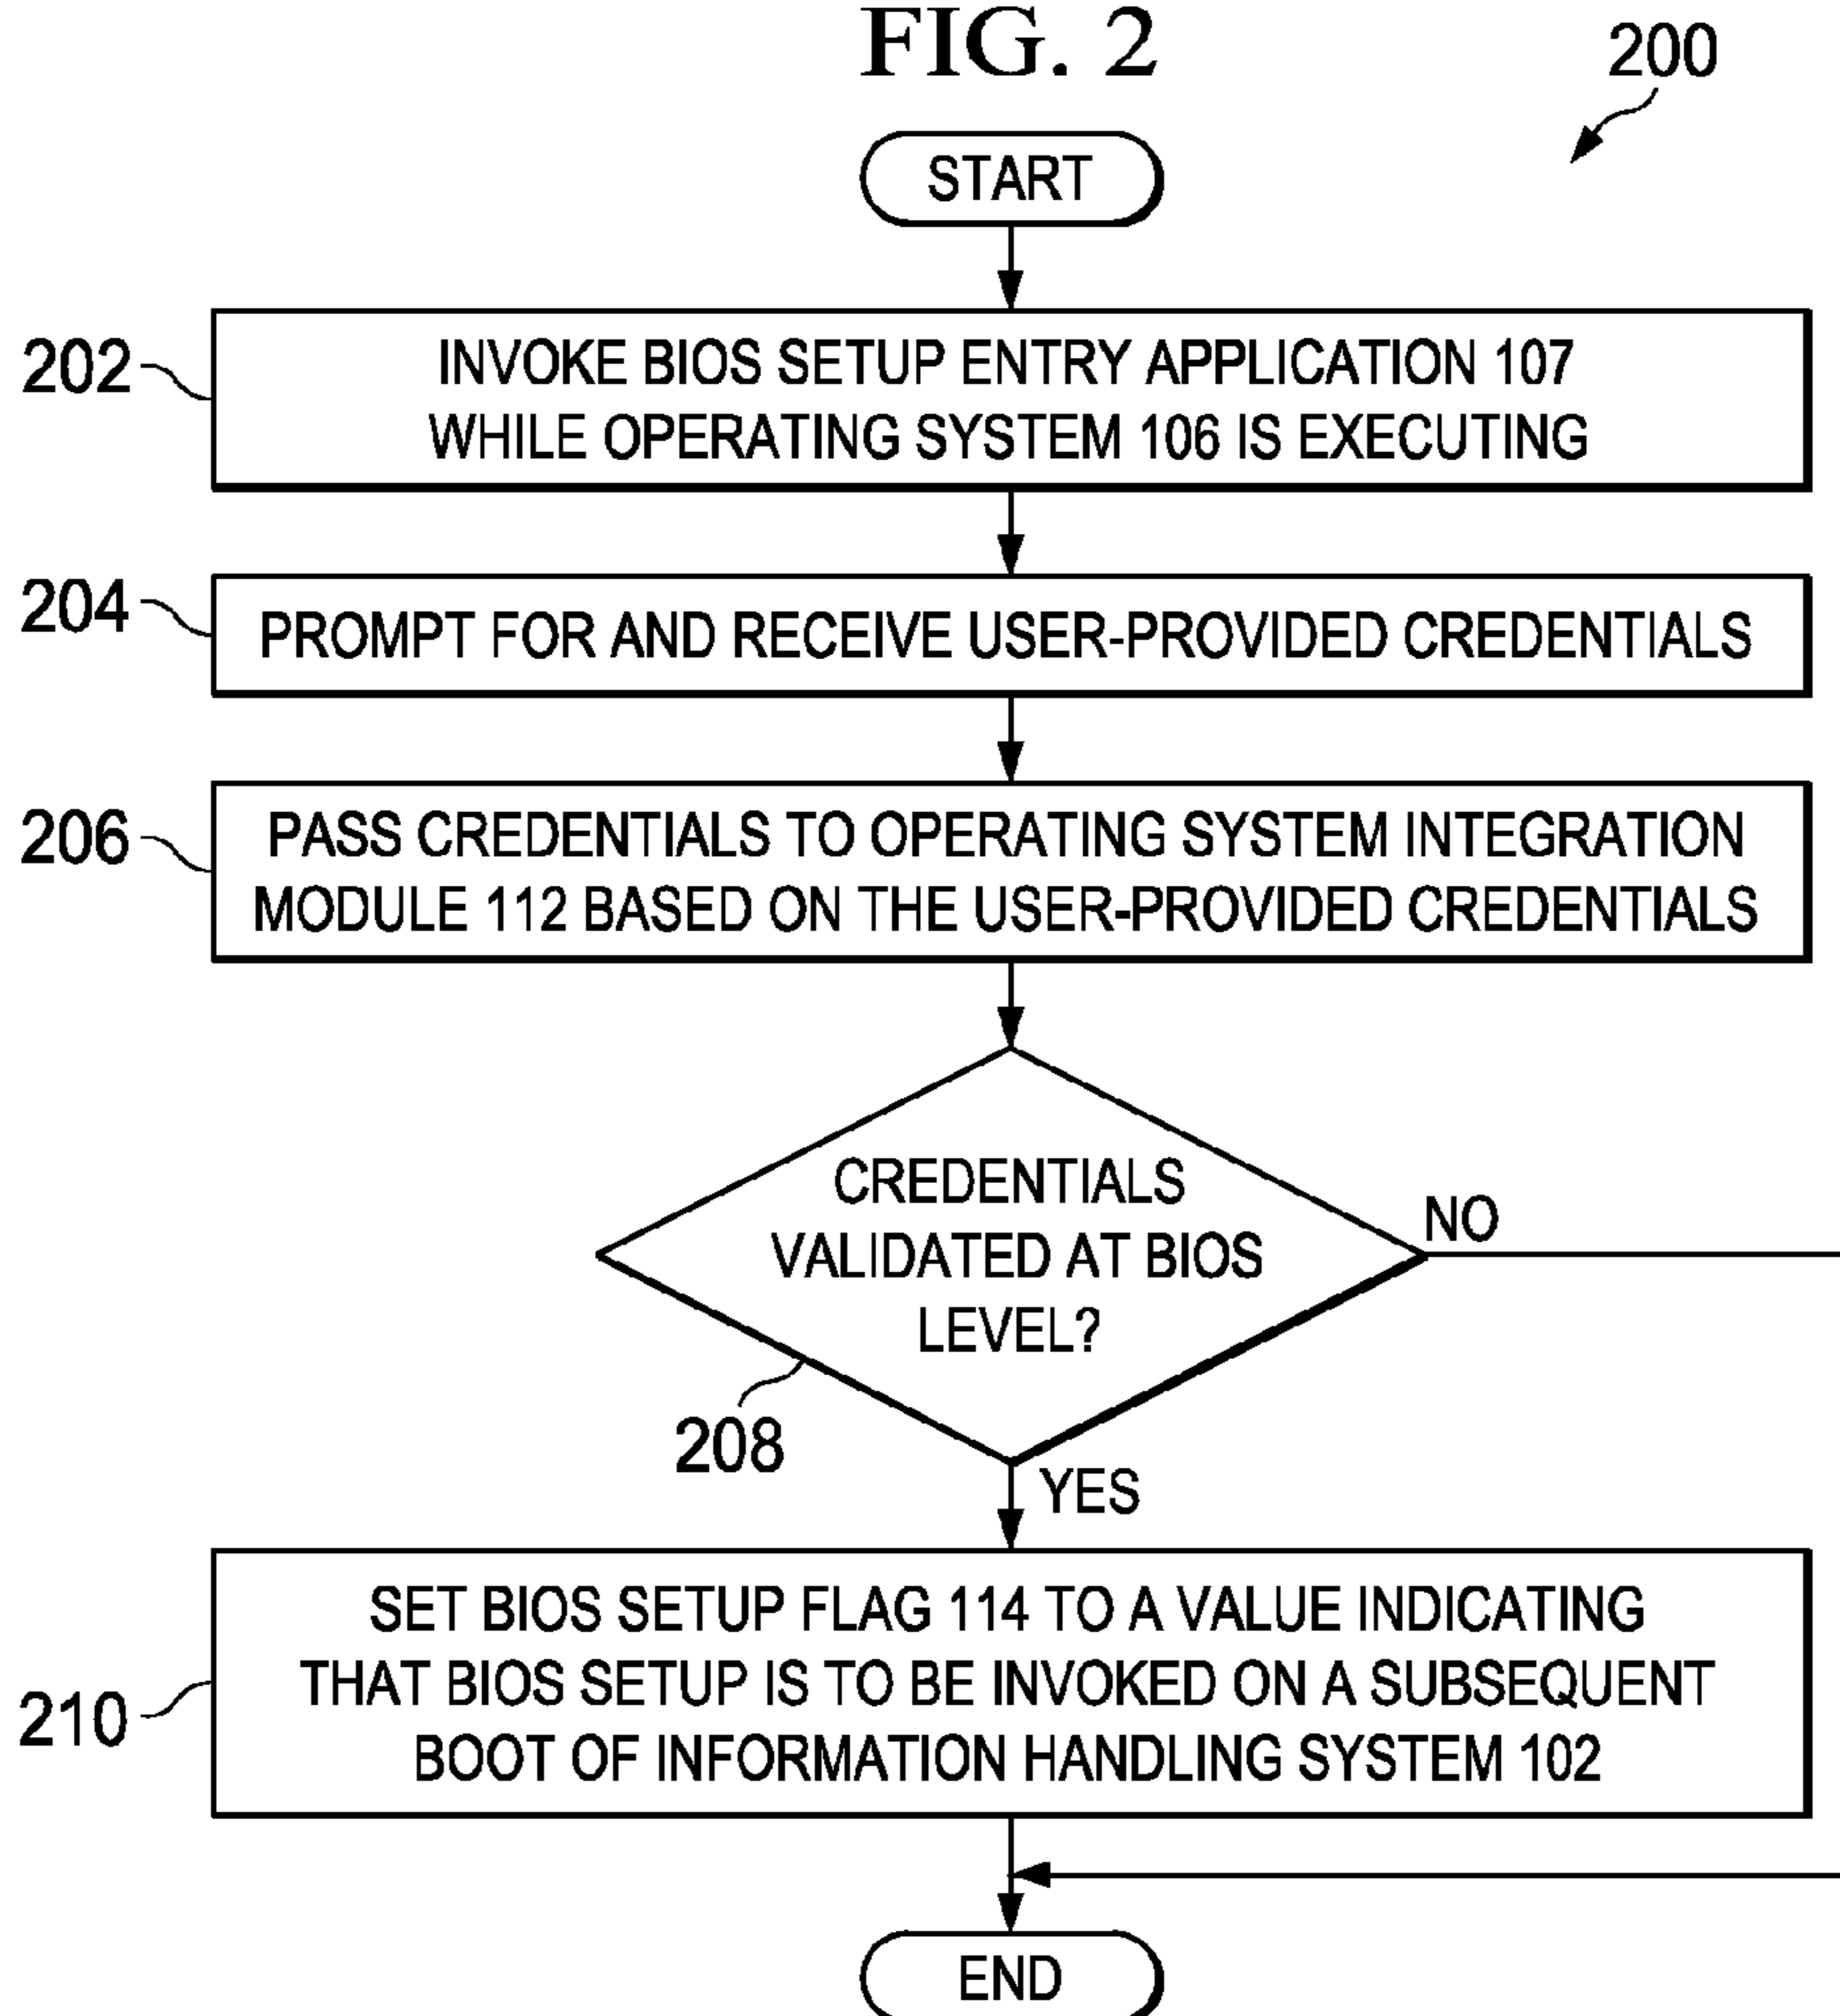 FIG. 2
200
START
202
INVOKE BIOS SETUP ENTRY APPLICATION 107
WHILE OPERATING SYSTEM 106 IS EXECUTING
204
PROMPT FOR AND RECEIVE USER-PROVIDED CREDENTIALS
206
PASS CREDENTIALS TO OPERATING SYSTEM INTEGRATION
MODULE 112 BASED ON THE USER-PROVIDED CREDENTIALS
CREDENTIALS
VALIDATED AT BIOS
LEVEL?
NO
208
YES
210
SET BIOS SETUP FLAG 114 TO A VALUE INDICATING
THAT BIOS SETUP IS TO BE INVOKED ON A SUBSEQUENT
BOOT OF INFORMATION HANDLING SYSTEM 102
END